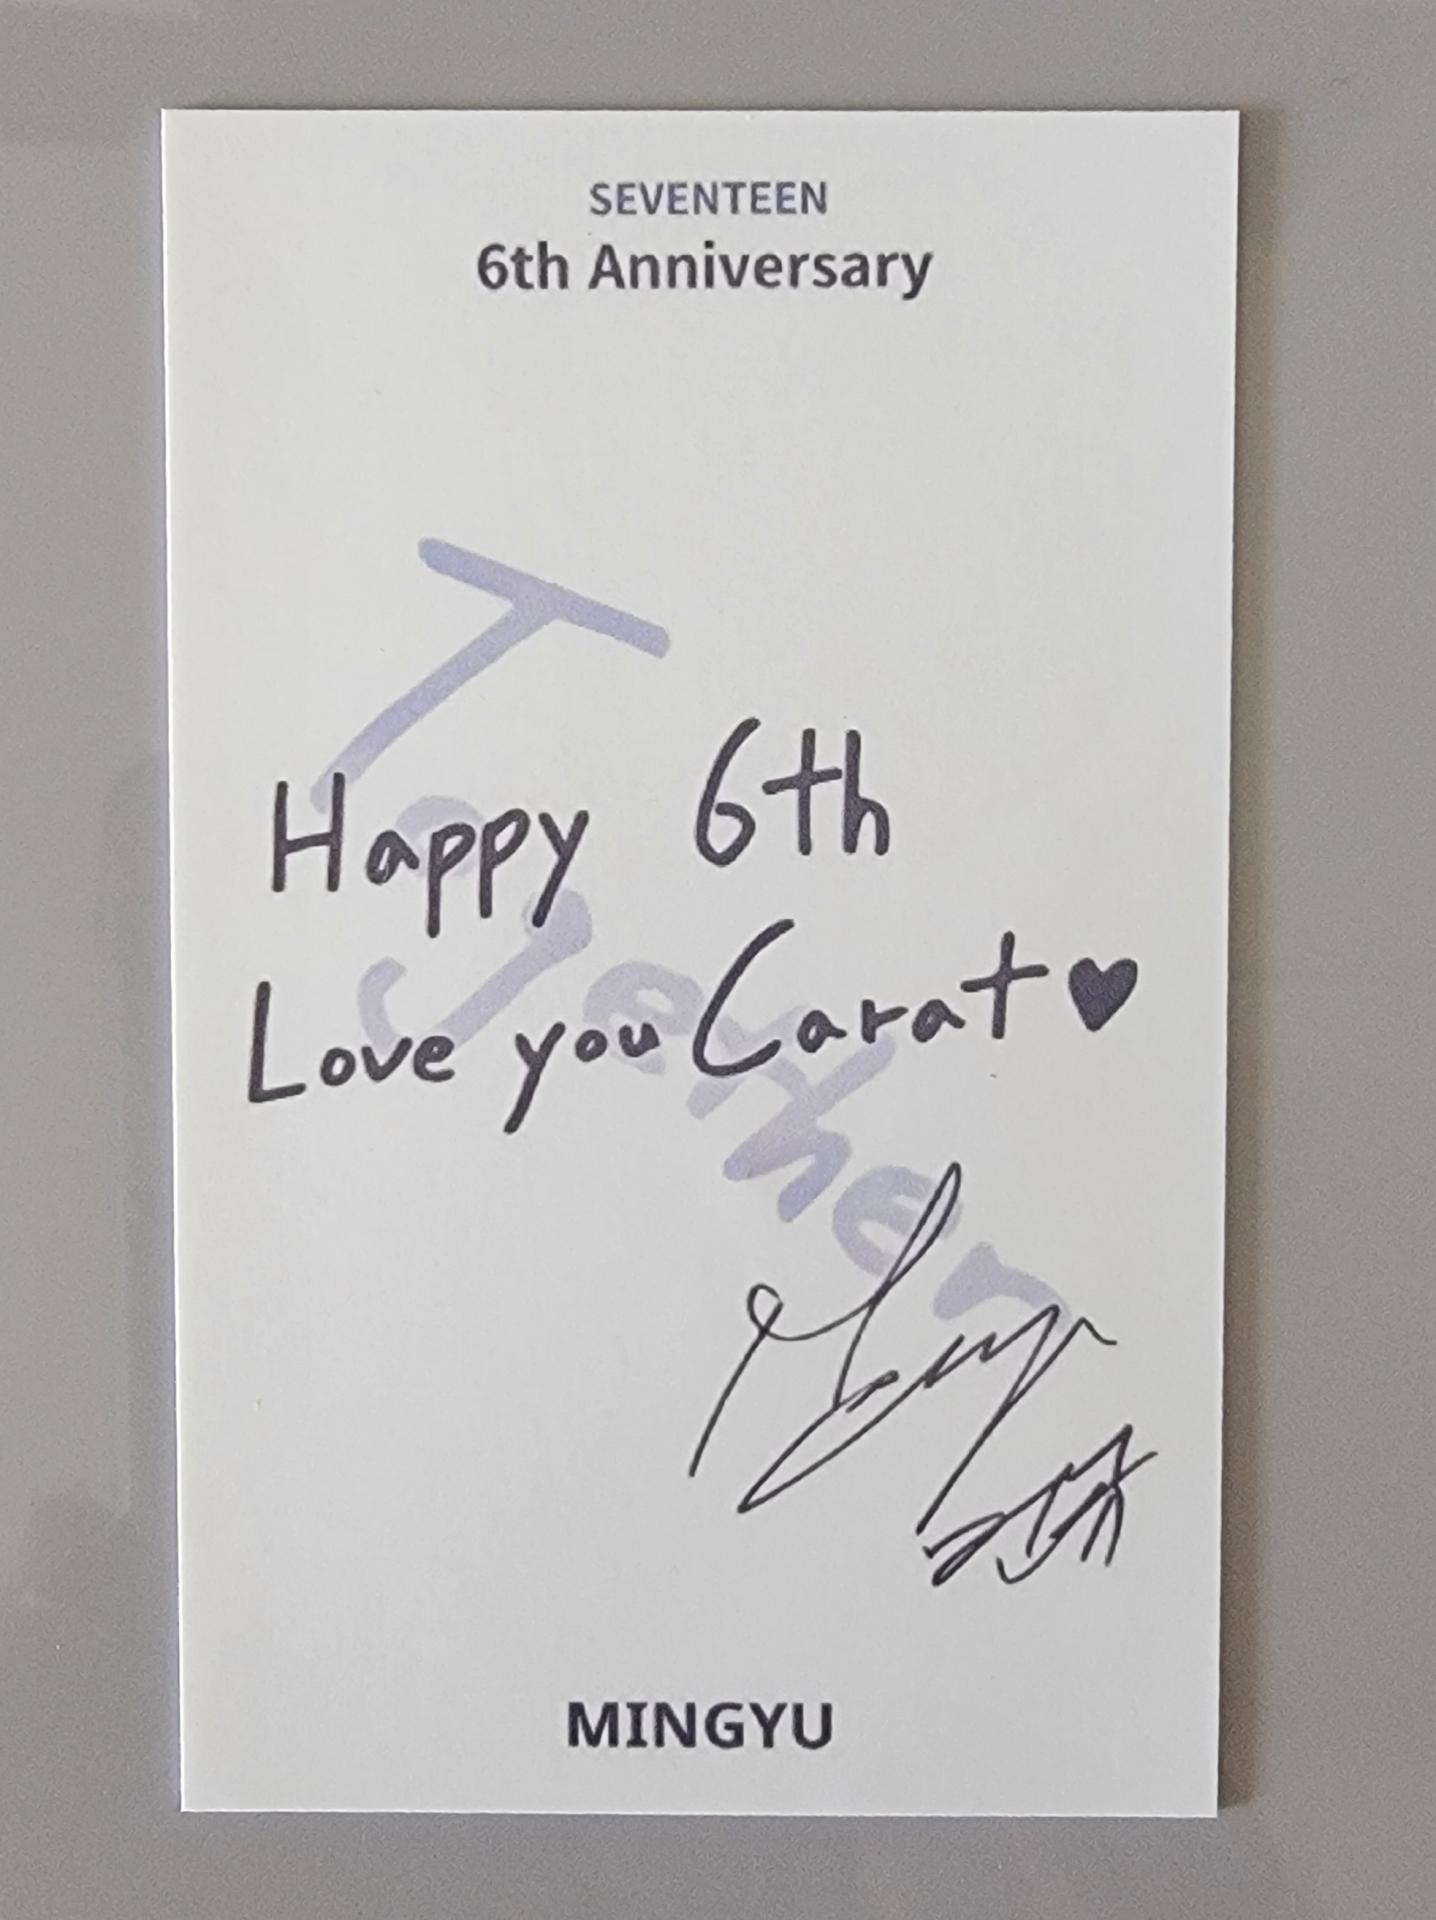 SEVENTEEN
6th Anniversary
Together
Happy 6th
Love you Carat♥
MINGYU